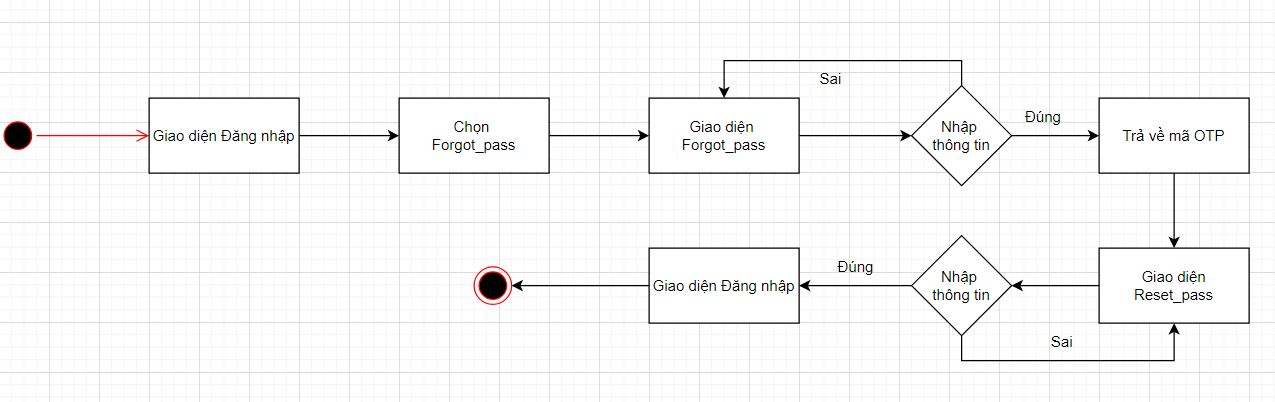 Sai
Giao diện Đăng nhập
Chọn
Forgot_pass
Giao diện
Forgot_pass
Nhập
thông tin
Đúng
Trả về mã OTP
Giao diện
Reset_pass
Nhập
thông tin
Sai
Đúng
Giao diện Đăng nhập